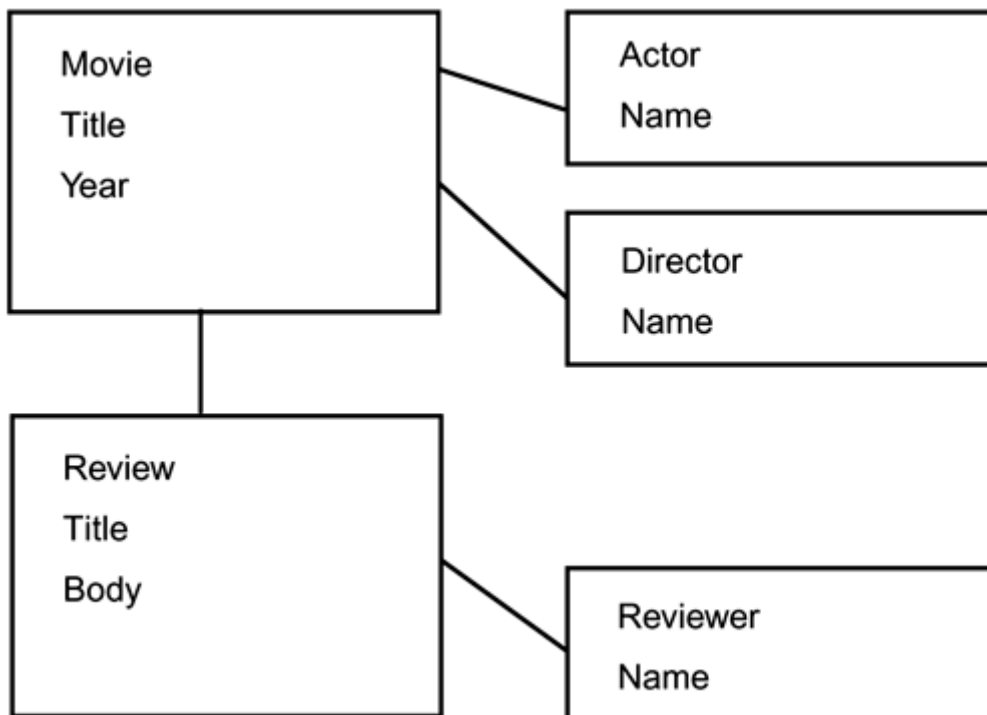 Movie
Title
Year
Actor
Name
Director
Name
Review
Title
Body
Reviewer
Name